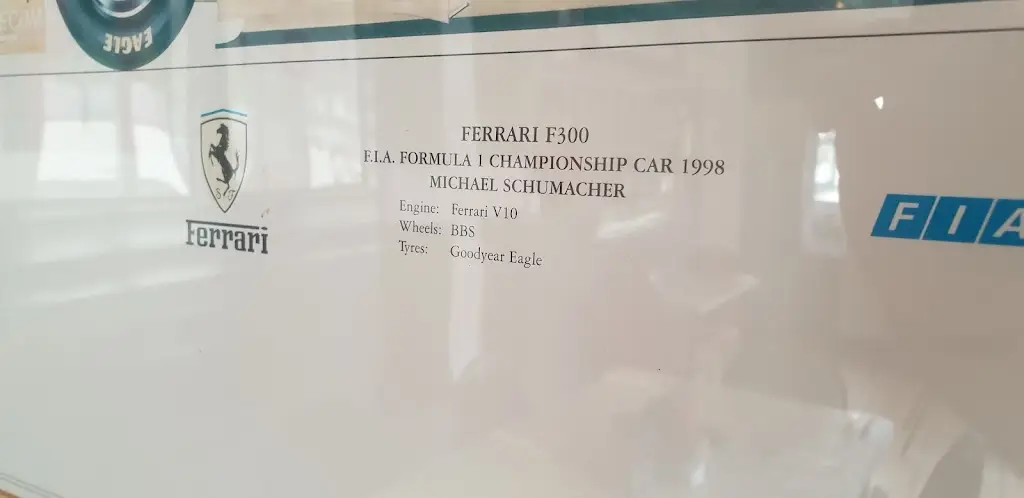 EAGLE
FERRARI F300
F.I.A. FORMULA 1 CHAMPIONSHIP CAR 1998
MICHAEL SCHUMACHER
Engine: Ferrari V10
Wheels: BBS
Tyres: Goodyear Eagle
S F
Ferrari
FIA